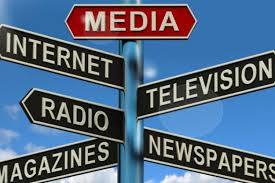 MEDIA
INTERNET
TELEVISION
RADIO
MAGAZINES
NEWSPAPERS